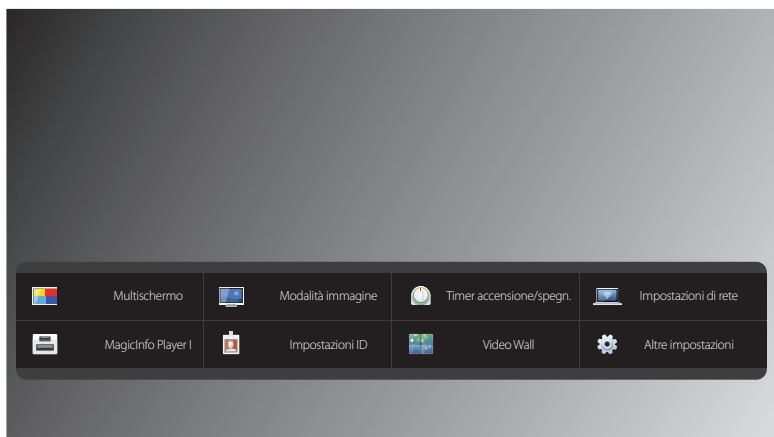 Multischermo
Modalità immagine
Timer accensione/spegn.
Impostazioni di rete
MagicInfo Player I
Impostazioni ID
Video Wall
Altre impostazioni